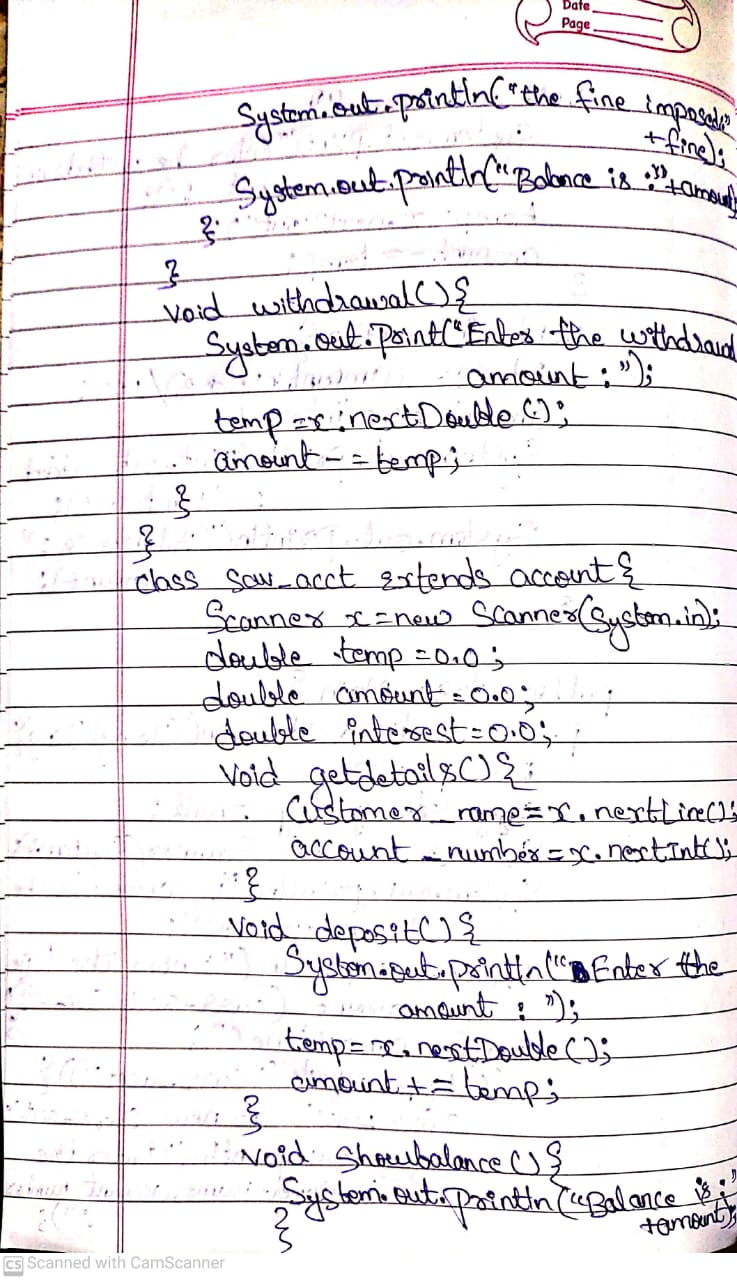 Date
Page
System.out.println("the fine imposed:"
+fine);
System.out.println("Balance is :"+amount
}
}
void withdrawal(){
System.out.print("Enter the withdrawal
amount : ");
temp =x.nextDouble();
amount-=temp;
}
}
class sav_acct extends account{
Scanner x=new Scanner(System.in);
double temp =0.0;
double amount=0.0;
double interest=0.0;
void getdetails(){
Customer_name=x.nextLine();
account_number=x.nextInt();
}
void deposit(){
System.out.println("Enter the
amount : ");
temp=x.nextDouble();
amount+=temp;
}
void showbalance(){
System.out.println("Balance is :"
+amount);
}
CS Scanned with CamScanner